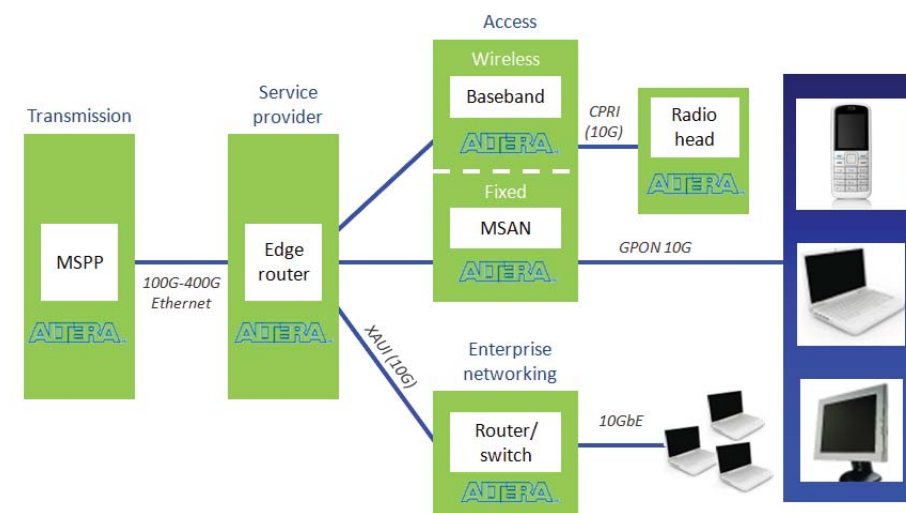 Transmission
MSPP
ALTERA
100G-400G
Ethernet
Service
provider
Edge
router
ALTERA
Access
Wireless
Baseband
ALTERA
Fixed
MSAN
ALTERA
CPRI
(10G)
Radio
head
ALTERA
GPON 10G
XAUI (10G)
Enterprise
networking
Router/
switch
ALTERA
10GbE